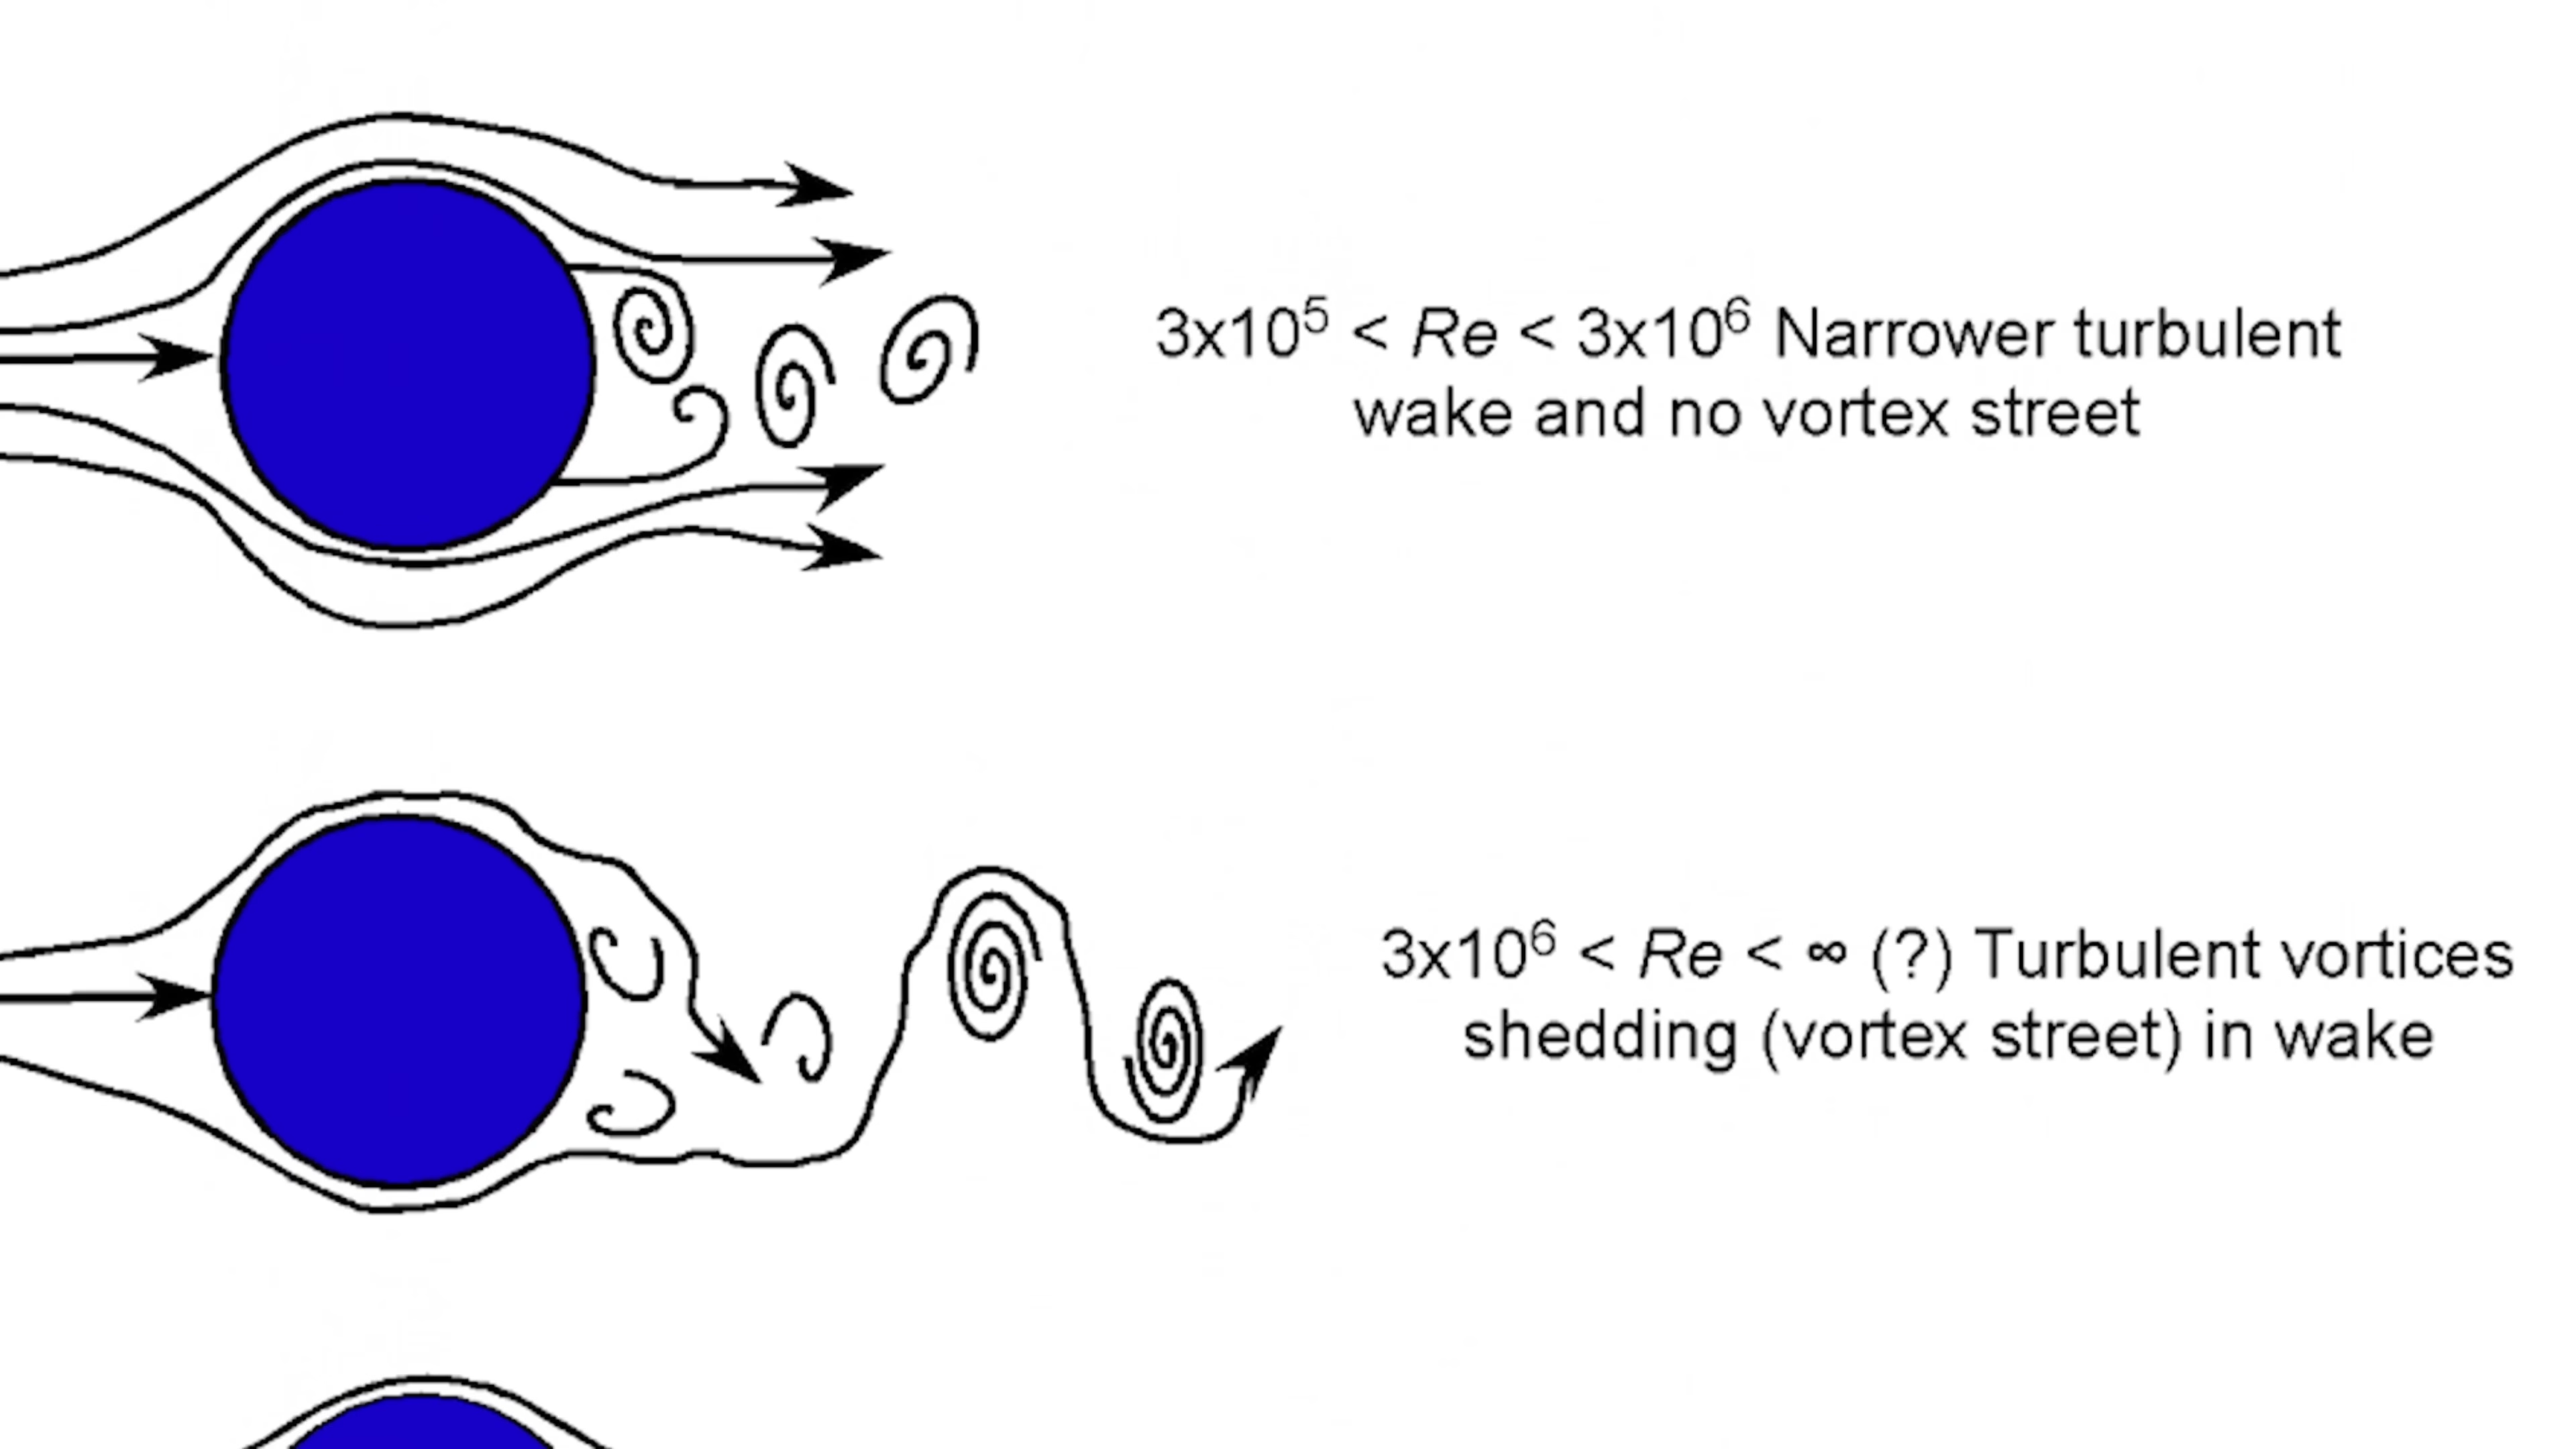 3x10⁵ < Re < 3x10⁶ Narrower turbulent
wake and no vortex street
3x10⁶ < Re < ∞ (?) Turbulent vortices
shedding (vortex street) in wake